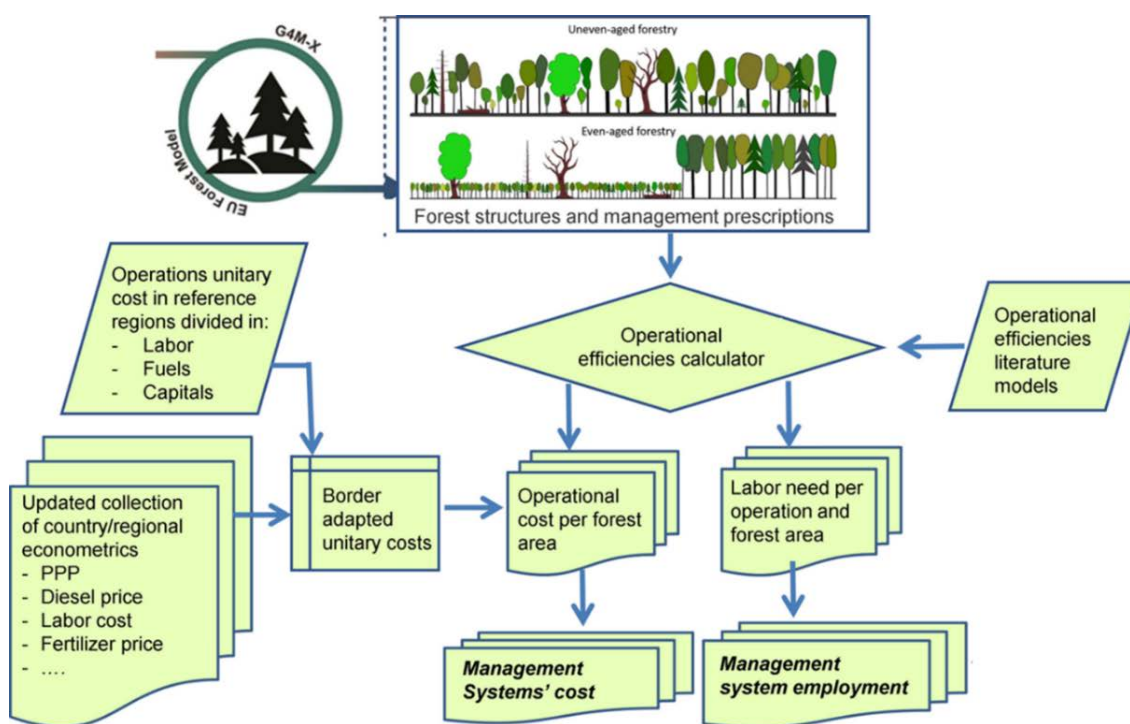 G4M-X
EU Forest Model
Uneven-aged forestry
Even-aged forestry
Forest structures and management prescriptions
Operations unitary
cost in reference
regions divided in:
- Labor
- Fuels
- Capitals
Operational
efficiencies calculator
Operational
efficiencies
literature
models
Updated collection
of country/regional
econometrics
- PPP
- Diesel price
- Labor cost
- Fertilizer price
- ....
Border
adapted
unitary costs
Operational
cost per forest
area
Labor need per
operation and
forest area
Management
Systems’ cost
Management
system employment